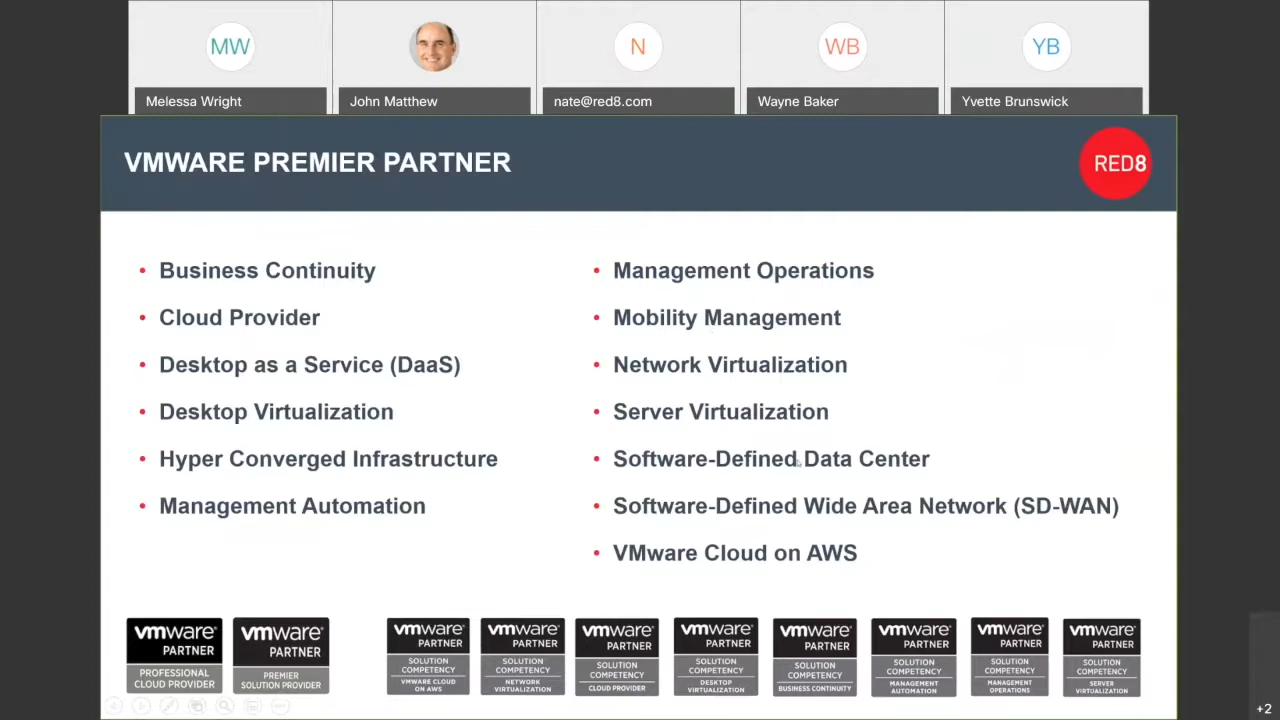 MW
N
WB
YB
Melessa Wright
John Matthew
nate@red8.com
Wayne Baker
Yvette Brunswick
VMWARE PREMIER PARTNER
RED8
• Business Continuity
• Cloud Provider
• Desktop as a Service (DaaS)
• Desktop Virtualization
• Hyper Converged Infrastructure
• Management Automation
• Management Operations
• Mobility Management
• Network Virtualization
• Server Virtualization
• Software-Defined Data Center
• Software-Defined Wide Area Network (SD-WAN)
• VMware Cloud on AWS
vmware®
PARTNER
PROFESSIONAL
CLOUD PROVIDER
vmware®
PARTNER
PREMIER
SOLUTION PROVIDER
vmware®
PARTNER
SOLUTION
COMPETENCY
VMWARE CLOUD
ON AWS
vmware®
PARTNER
SOLUTION
COMPETENCY
NETWORK
VIRTUALIZATION
vmware®
PARTNER
SOLUTION
COMPETENCY
CLOUD PROVIDER
vmware®
PARTNER
SOLUTION
COMPETENCY
DESKTOP
VIRTUALIZATION
vmware®
PARTNER
SOLUTION
COMPETENCY
BUSINESS CONTINUITY
vmware®
PARTNER
SOLUTION
COMPETENCY
MANAGEMENT
AUTOMATION
vmware®
PARTNER
SOLUTION
COMPETENCY
MANAGEMENT
OPERATIONS
vmware®
PARTNER
SOLUTION
COMPETENCY
SERVER
VIRTUALIZATION
+2